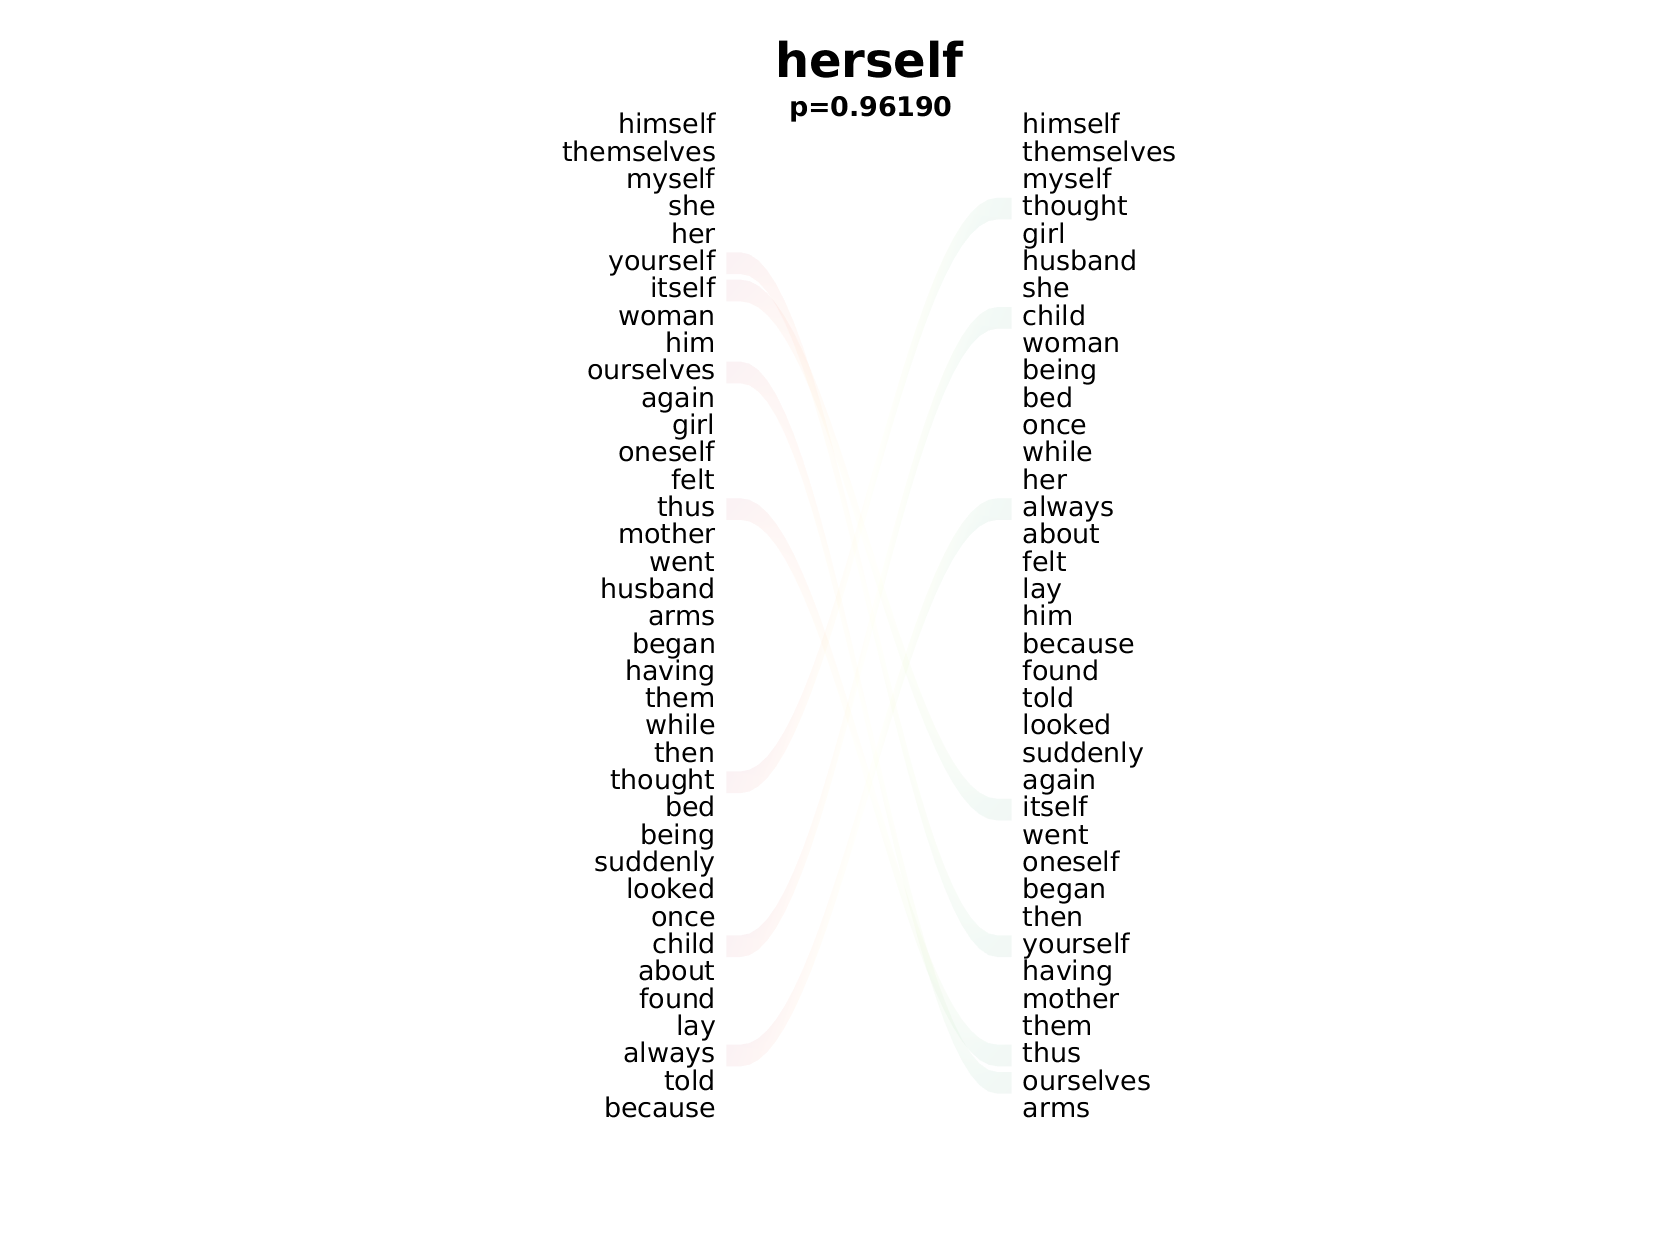 herself
p=0.96190
himself himself
themselves themselves
myself myself
she thought
her girl
yourself husband
itself she
woman child
him woman
ourselves being
again bed
girl once
oneself while
felt her
thus always
mother about
went felt
husband lay
arms him
began because
having found
them told
while looked
then suddenly
thought again
bed itself
being went
suddenly oneself
looked began
once then
child yourself
about having
found mother
lay them
always thus
told ourselves
because arms